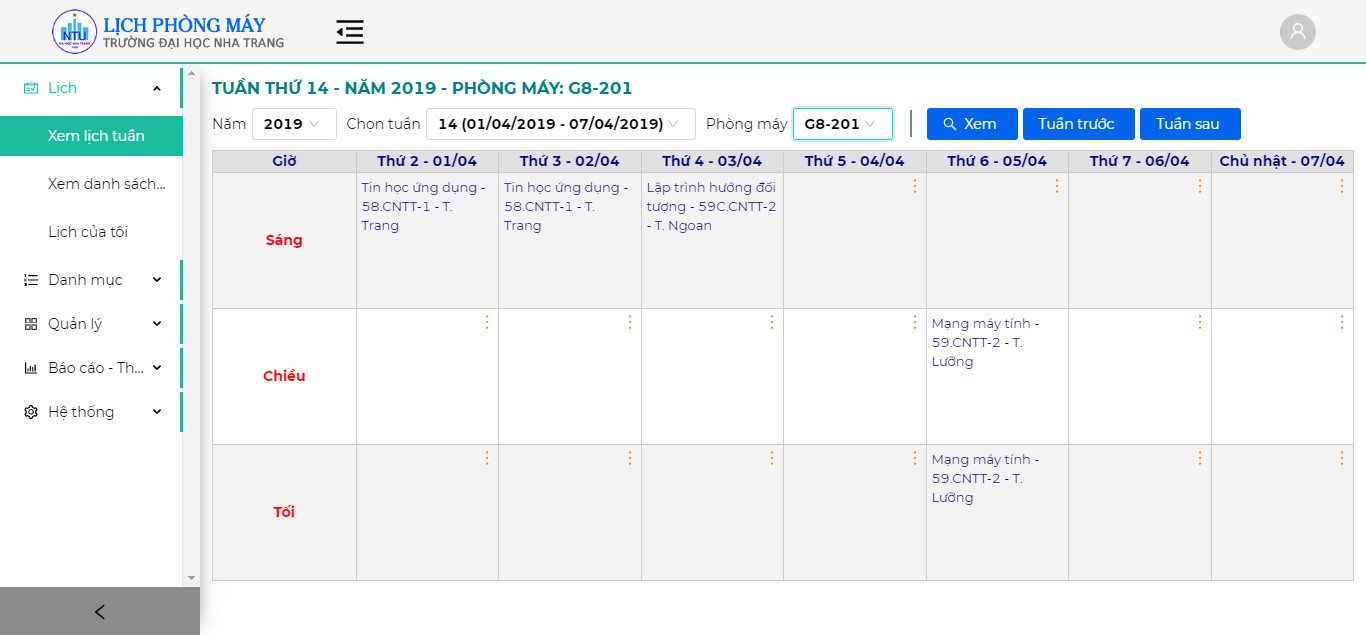 NTU
LỊCH PHÒNG MÁY
TRƯỜNG ĐẠI HỌC NHA TRANG
Lịch
Xem lịch tuần
Xem danh sách...
Lịch của tôi
Danh mục
Quản lý
Báo cáo - Th...
Hệ thống
TUẦN THỨ 14 - NĂM 2019 - PHÒNG MÁY: G8-201
Năm 2019 Chọn tuần 14 (01/04/2019 - 07/04/2019) Phòng máy G8-201 Xem Tuần trước Tuần sau
Giờ Thứ 2 - 01/04 Thứ 3 - 02/04 Thứ 4 - 03/04 Thứ 5 - 04/04 Thứ 6 - 05/04 Thứ 7 - 06/04 Chủ nhật - 07/04
Sáng
Tin học ứng dụng -
58.CNTT-1 - T.
Trang
Tin học ứng dụng -
58.CNTT-1 - T.
Trang
Lập trình hướng đối
tượng - 59C.CNTT-2
- T. Ngoan
Chiều
Mạng máy tính -
59.CNTT-2 - T.
Lưỡng
Tối
Mạng máy tính -
59.CNTT-2 - T.
Lưỡng